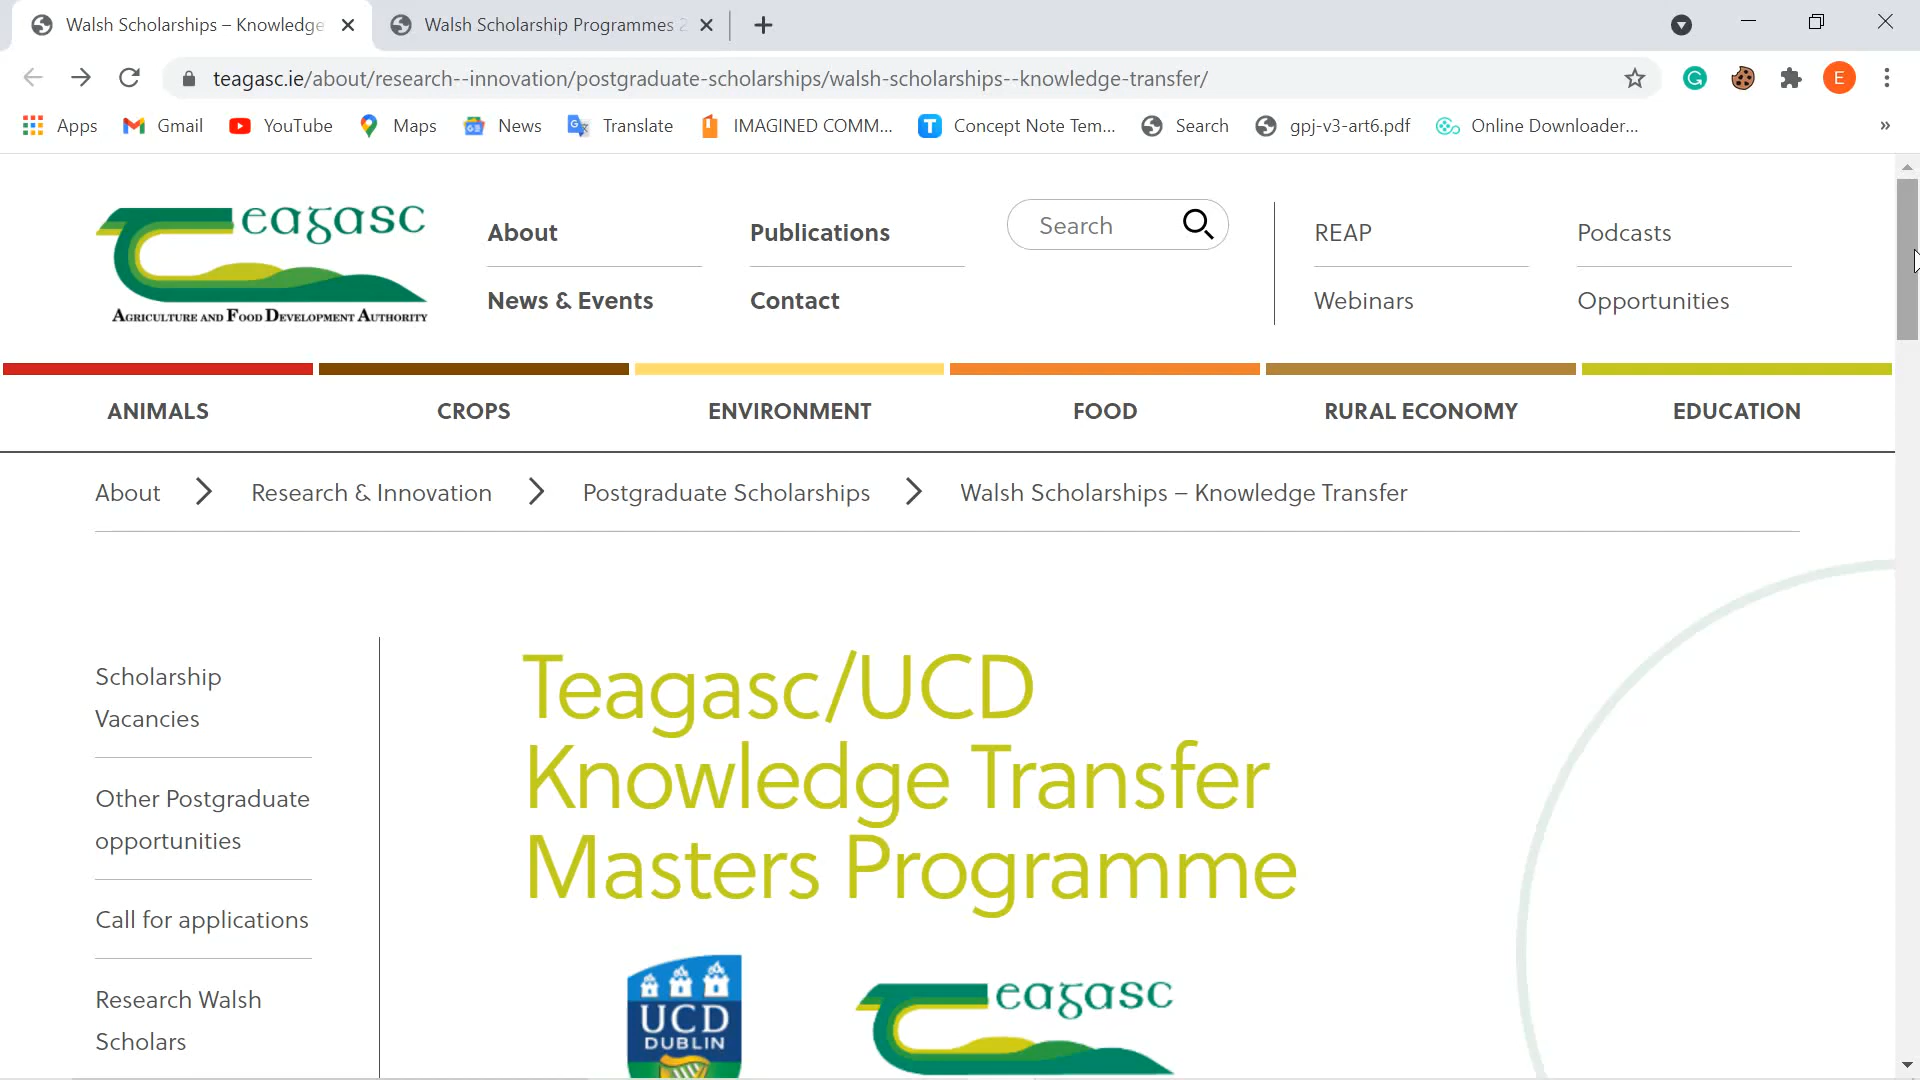 Walsh Scholarships – Knowledge
Walsh Scholarship Programmes 2
teagasc.ie/about/research--innovation/postgraduate-scholarships/walsh-scholarships--knowledge-transfer/
E
Apps
Gmail
YouTube
Maps
News
Translate
IMAGINED COMM...
Concept Note Tem...
Search
gpj-v3-art6.pdf
Online Downloader...
»
eagasc
AGRICULTURE AND FOOD DEVELOPMENT AUTHORITY
About
Publications
Search
REAP
Podcasts
News & Events
Contact
Webinars
Opportunities
ANIMALS
CROPS
ENVIRONMENT
FOOD
RURAL ECONOMY
EDUCATION
About
Research & Innovation
Postgraduate Scholarships
Walsh Scholarships – Knowledge Transfer
Scholarship
Vacancies
Other Postgraduate
opportunities
Call for applications
Research Walsh
Scholars
Teagasc/UCD
Knowledge Transfer
Masters Programme
UCD
DUBLIN
eagasc